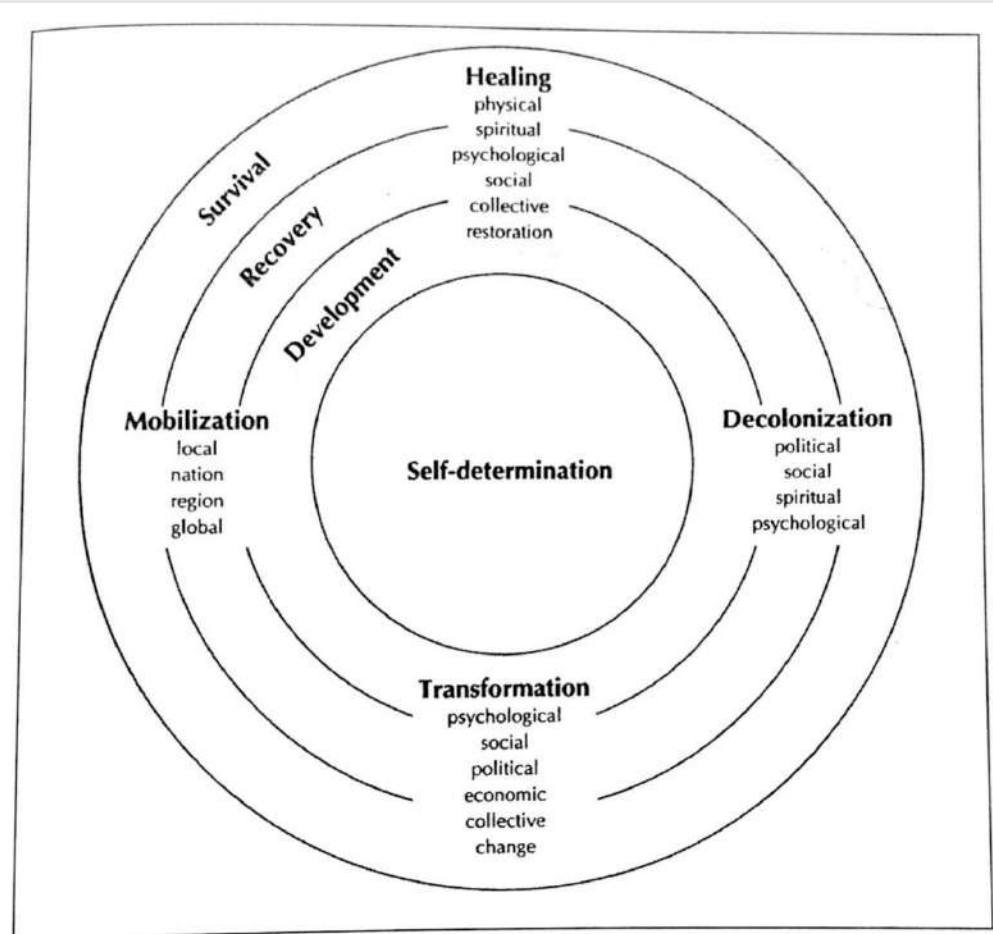 Healing
physical
spiritual
psychological
social
collective
restoration
Survival
Recovery
Development
Mobilization
local
nation
region
global
Self-determination
Decolonization
political
social
spiritual
psychological
Transformation
psychological
social
political
economic
collective
change